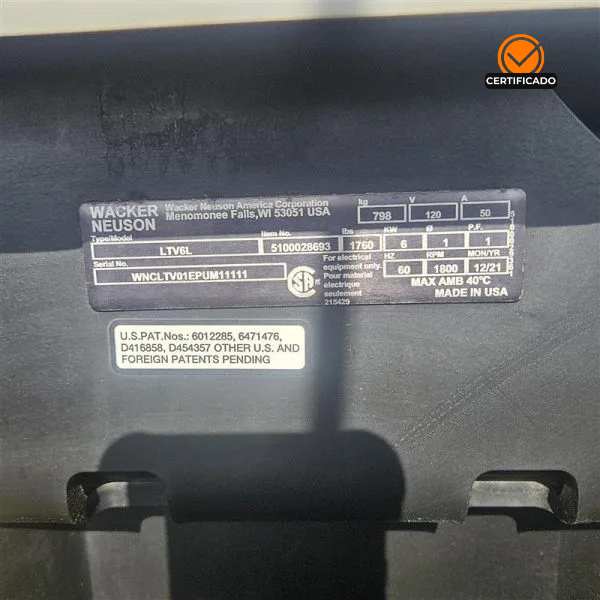 CERTIFICADO
WACKER
NEUSON
Wacker Neuson America Corporation
Menomonee Falls, WI 53051 USA
kg 798 V 120 A 50
Type/Model LTV6L
Item No. 5100028693
lbs 1760 KW 6 Ø 1 P.F. 1
Serial No. WNCLTV01EPUM11111
For electrical
equipment only.
Pour material
electrique
seulement
215429
HZ 60 RPM 1800 MON/YR 12/21
MAX AMB 40°C
MADE IN USA
U.S.PAT.Nos.: 6012285, 6471476,
D416858, D454357 OTHER U.S. AND
FOREIGN PATENTS PENDING